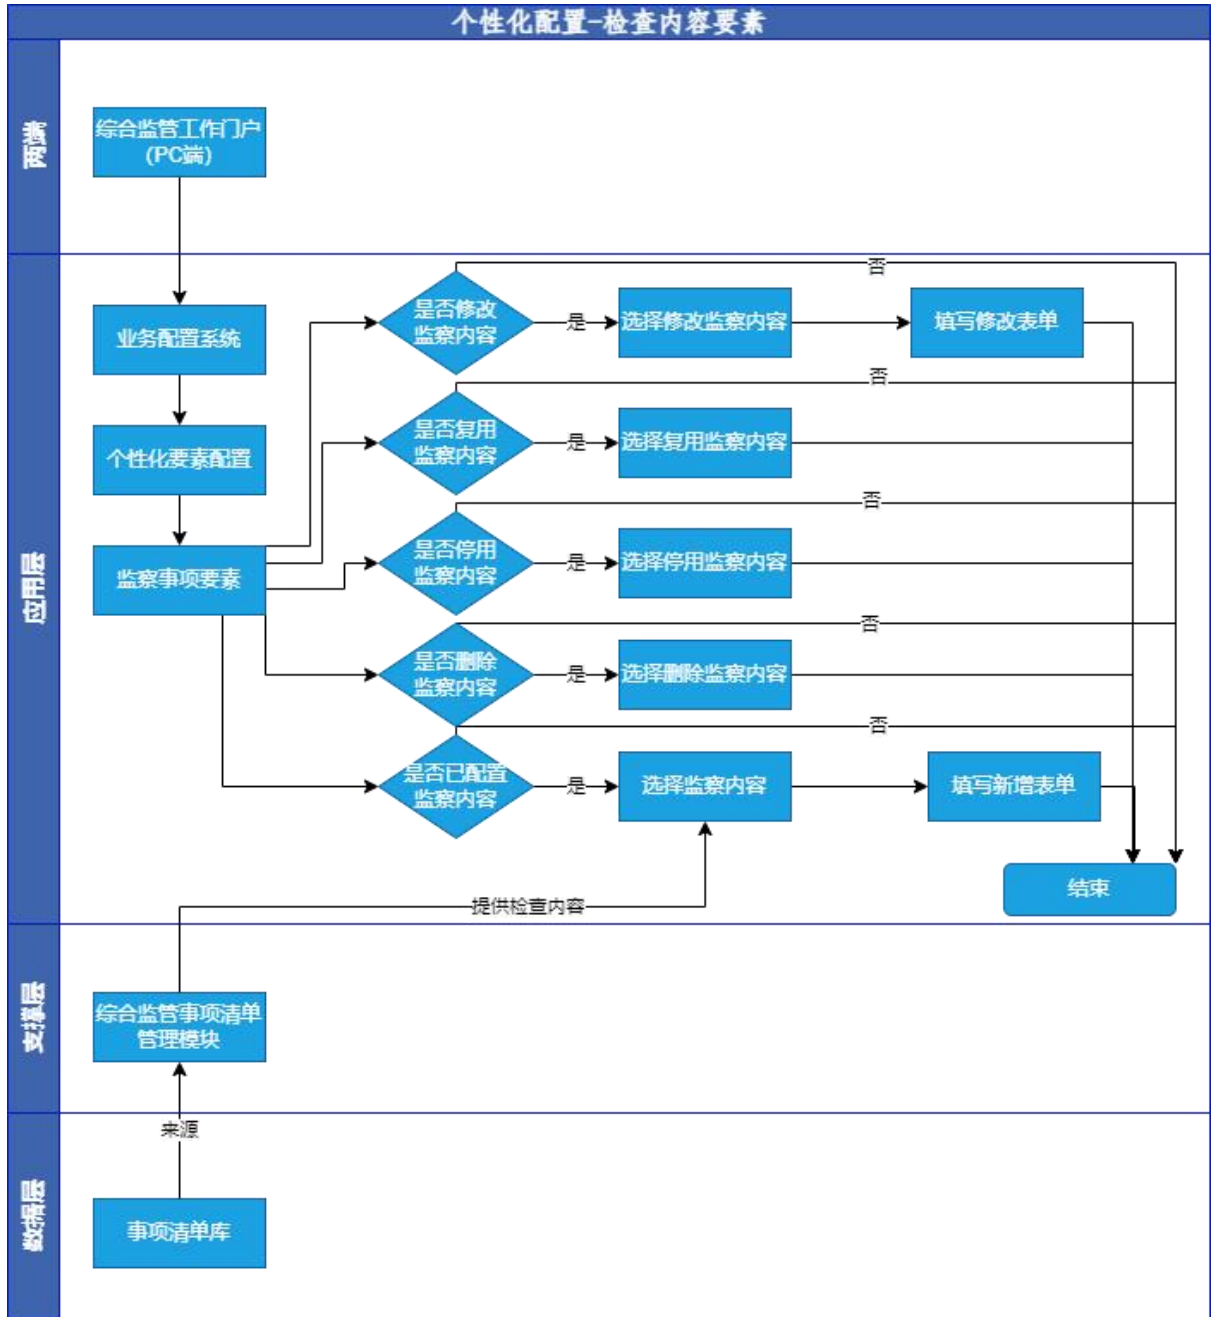 个性化配置-检查内容要素
两端
综合监管工作门户
(PC端)
应用层
业务配置系统
个性化要素配置
监察事项要素
否
是否修改
监察内容
是
选择修改监察内容
填写修改表单
否
是否复用
监察内容
是
选择复用监察内容
否
是否停用
监察内容
是
选择停用监察内容
否
是否删除
监察内容
是
选择删除监察内容
否
是否已配置
监察内容
是
选择监察内容
填写新增表单
结束
提供检查内容
支撑层
综合监管事项清单
管理模块
来源
数据层
事项清单库